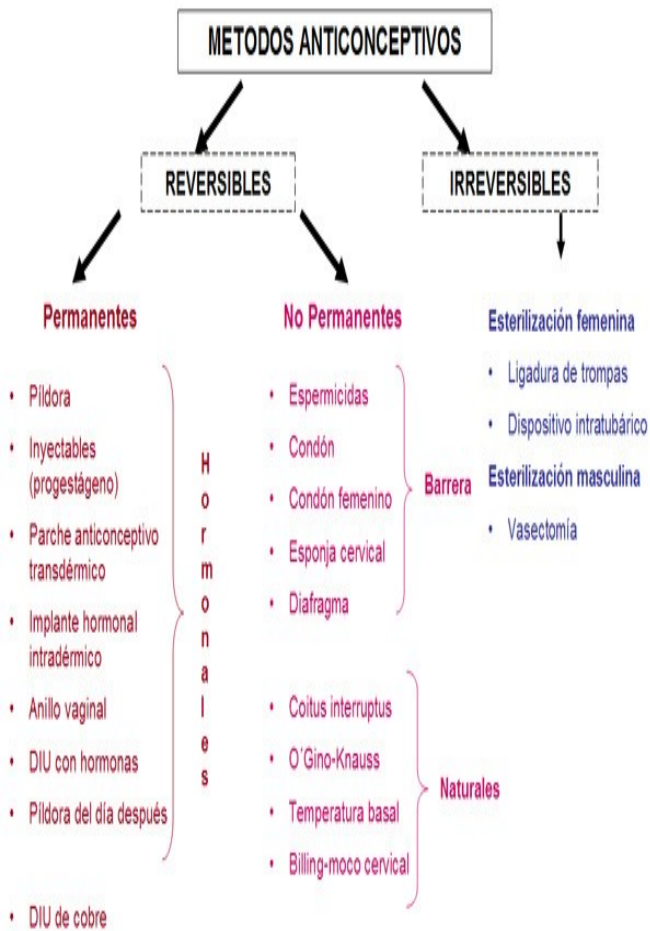 METODOS ANTICONCEPTIVOS
REVERSIBLES
IRREVERSIBLES
Permanentes
• Píldora
• Inyectables
(progestágeno)
• Parche anticonceptivo
transdérmico
• Implante hormonal
intradérmico
• Anillo vaginal
• DIU con hormonas
• Píldora del día después
Hormonales
• DIU de cobre
No Permanentes
• Espermicidas
• Condón
• Condón femenino
• Esponja cervical
• Diafragma
Barrera
• Coitus interruptus
• O´Gino-Knauss
• Temperatura basal
• Billing-moco cervical
Naturales
Esterilización femenina
• Ligadura de trompas
• Dispositivo intratubárico
Esterilización masculina
• Vasectomía